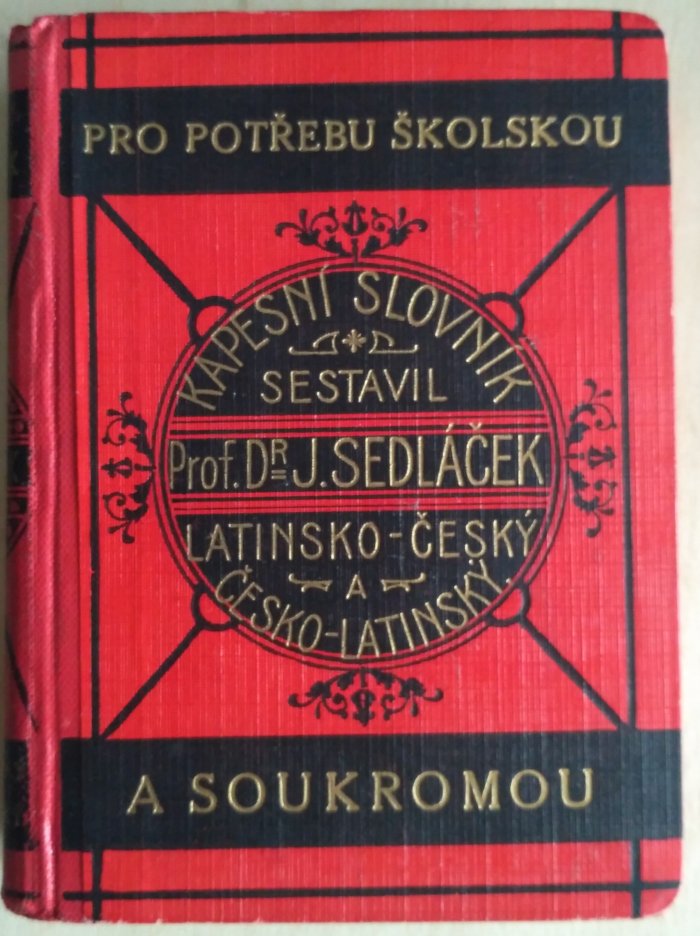 PRO POTŘEBU ŠKOLSKOU
KAPESNÍ SLOVNÍK
SESTAVIL
Prof. DR J. SEDLÁČEK
LATINSKO-ČESKÝ
A
ČESKO-LATINSKÝ.
A SOUKROMOU